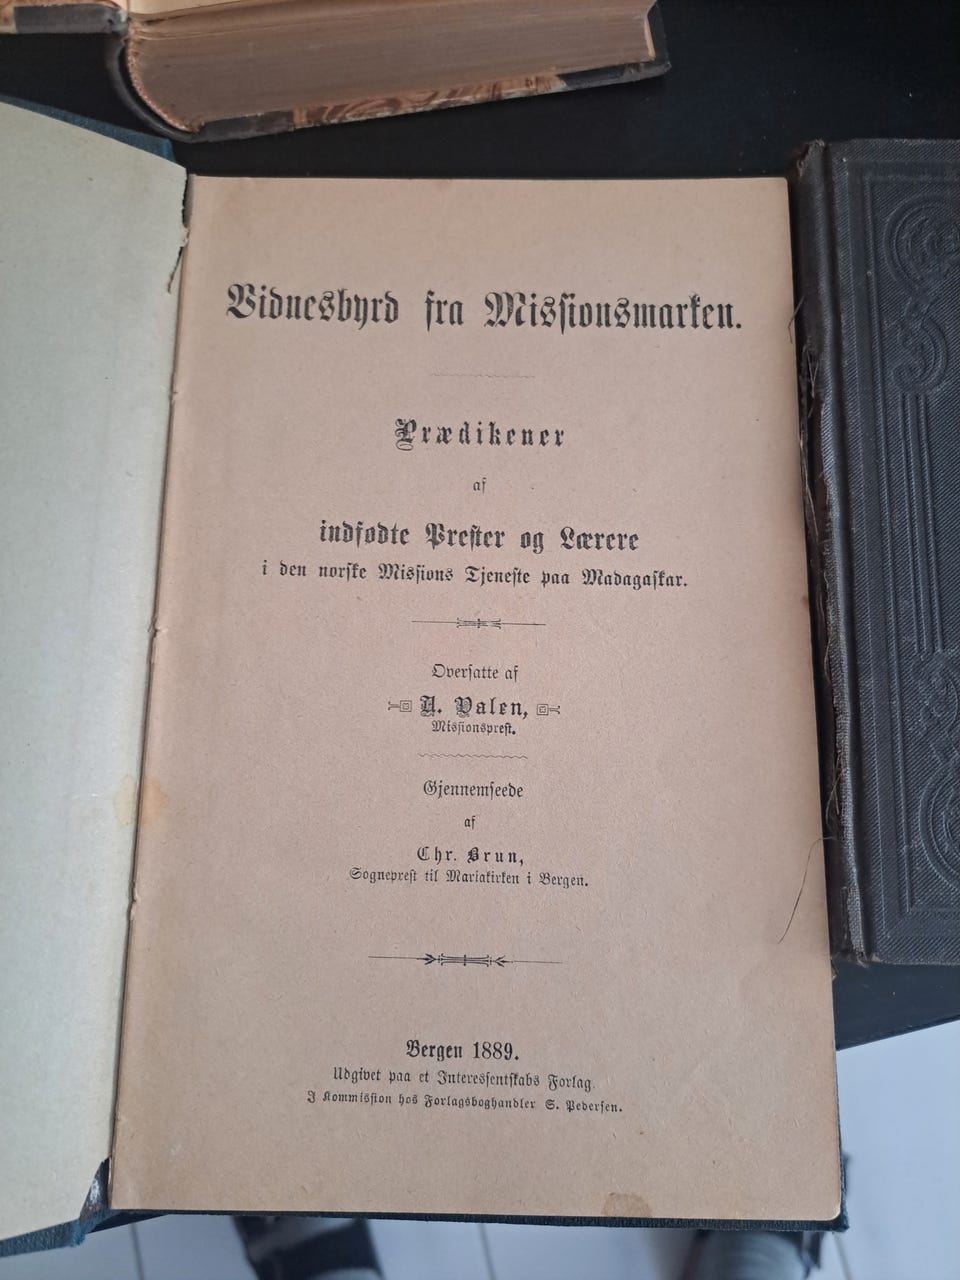 Vidnesbyrd fra Missionsmarken.
Prædikener
af
indfødte Prester og Lærere
i den norske Missions Tjeneste paa Madagaskar.
Oversatte af
A. Valen,
Missionsprest.
Gjennemseede
af
Chr. Brun,
Sogneprest til Mariakirken i Bergen.
Bergen 1889.
Udgivet paa et Interessentskabs Forlag.
I Kommission hos Forlagsboghandler S. Pedersen.